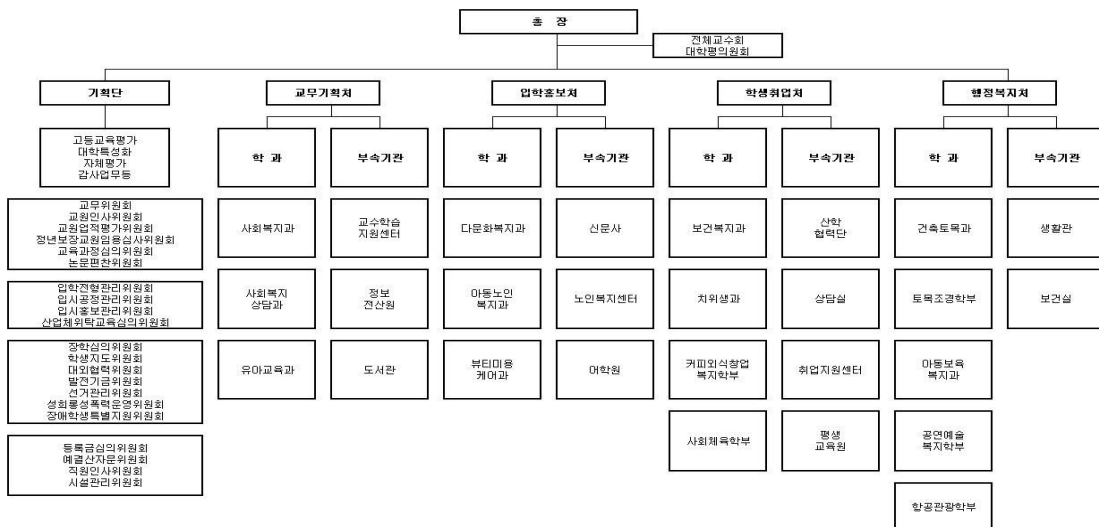 총 장
전체교수회
대학평의원회
기획단
교무기획처
입학홍보처
학생취업처
행정복지처
고등교육평가
대학특성화
자체평가
감사업무등
학 과
부속기관
학 과
부속기관
학 과
부속기관
학 과
부속기관
교무위원회
교원인사위원회
교원업적평가위원회
정년보장교원임용심사위원회
교육과정심의위원회
논문편찬위원회
사회복지과
교수학습
지원센터
다문화복지과
신문사
보건복지과
산학
협력단
건축토목과
생활관
입학전형관리위원회
입시공정관리위원회
입시홍보관리위원회
산업체위탁교육심의위원회
사회복지
상담과
정보
전산원
아동노인
복지과
노인복지센터
치위생과
상담실
토목조경학부
보건실
장학심의위원회
학생지도위원회
대외협력위원회
발전기금위원회
선거관리위원회
성희롱성폭력운영위원회
장애학생특별지원위원회
유아교육과
도서관
뷰티미용
케어과
어학원
커피외식창업
복지학부
취업지원센터
아동보육
복지과
등록금심의위원회
예결산자문위원회
직원인사위원회
시설관리위원회
사회체육학부
평생
교육원
공연예술
복지학부
항공관광학부